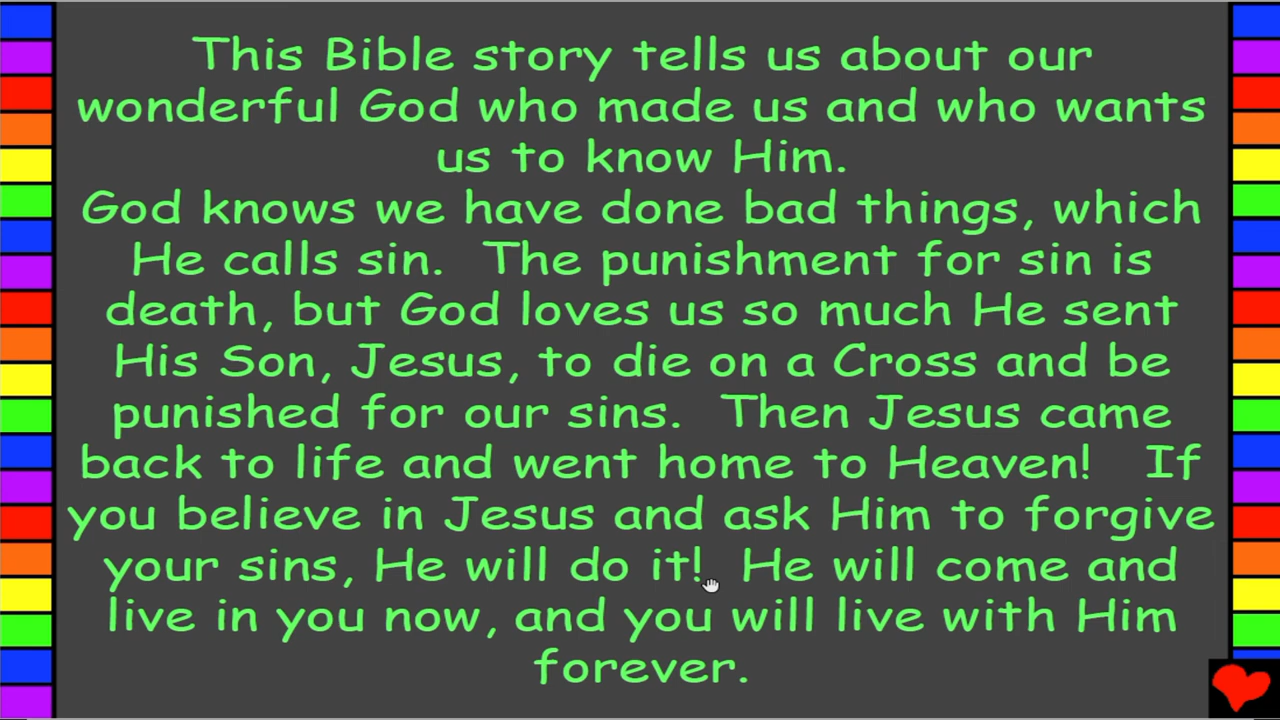 This Bible story tells us about our
wonderful God who made us and who wants
us to know Him.
God knows we have done bad things, which
He calls sin. The punishment for sin is
death, but God loves us so much He sent
His Son, Jesus, to die on a Cross and be
punished for our sins. Then Jesus came
back to life and went home to Heaven! If
you believe in Jesus and ask Him to forgive
your sins, He will do it! He will come and
live in you now, and you will live with Him
forever.